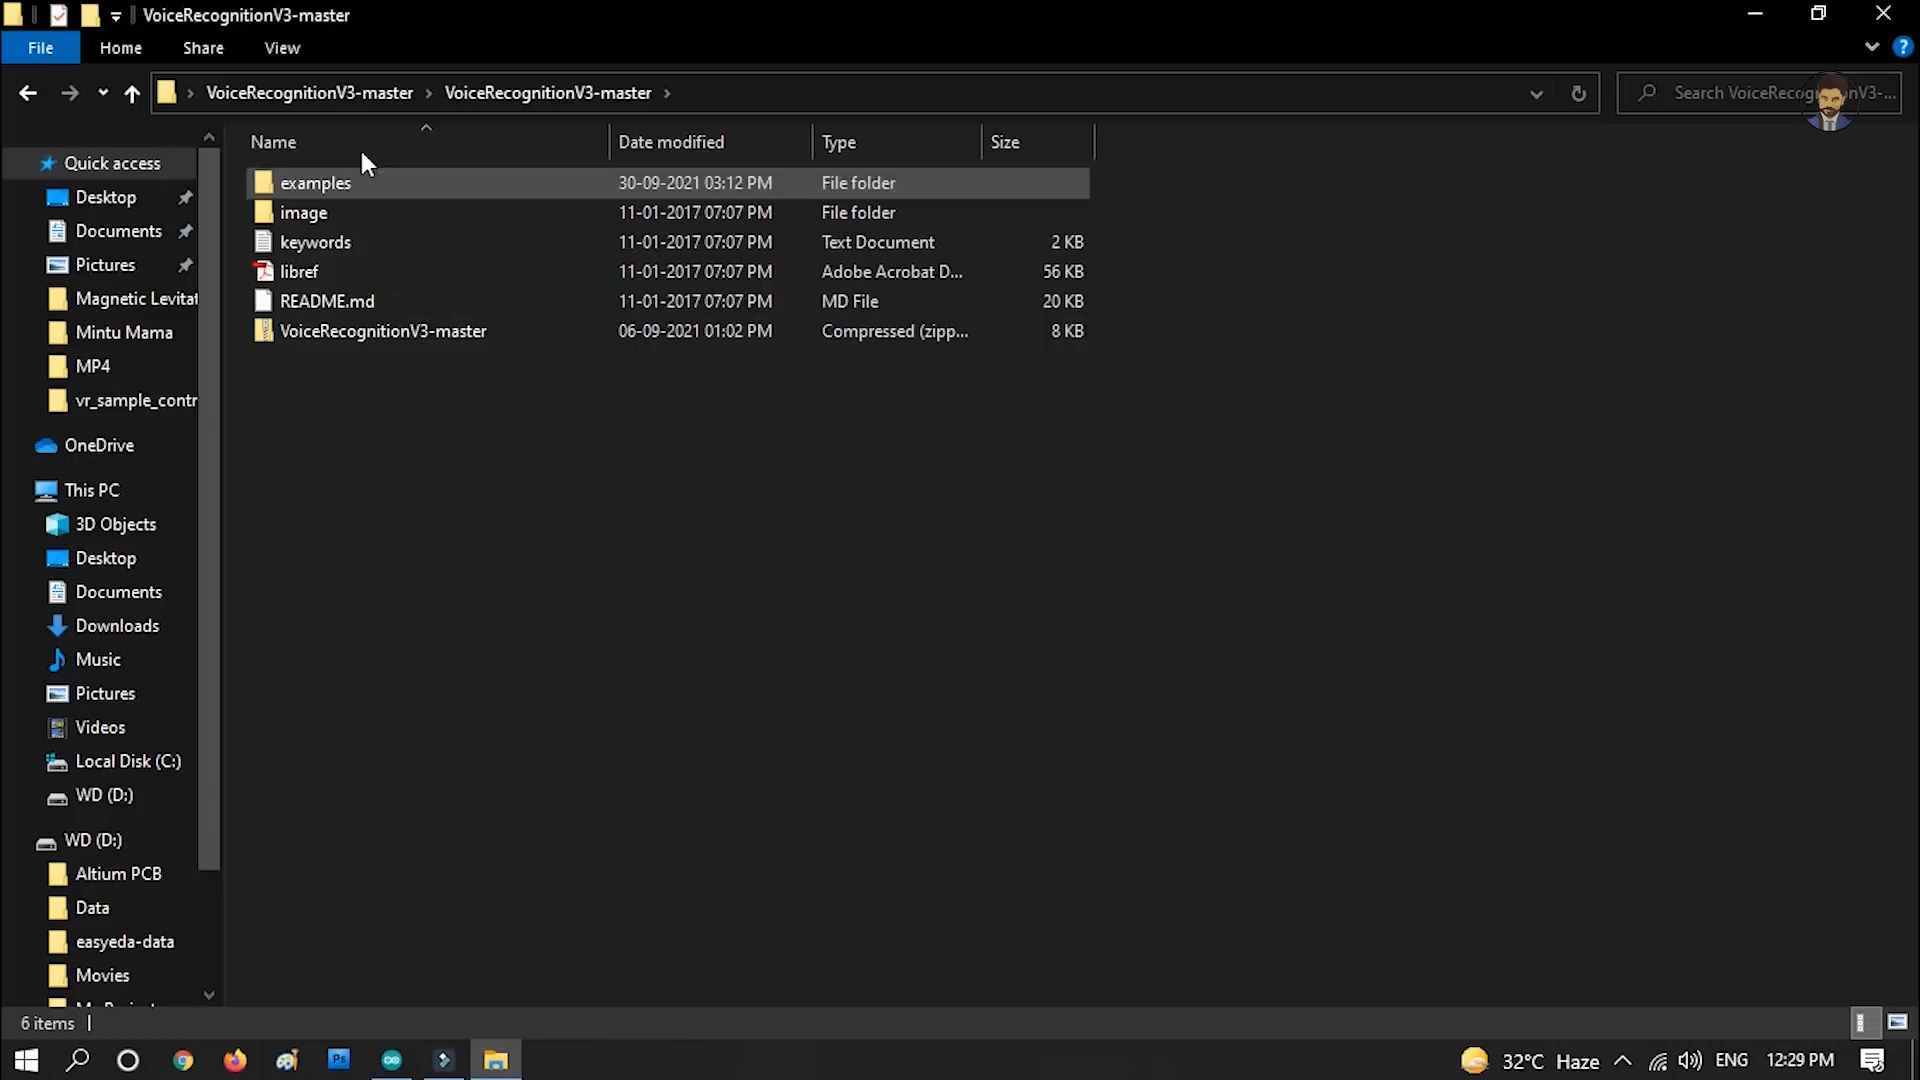 VoiceRecognitionV3-master
File Home Share View
VoiceRecognitionV3-master VoiceRecognitionV3-master
Search VoiceRecog nV3-...
Name Date modified Type Size
examples 30-09-2021 03:12 PM File folder
image 11-01-2017 07:07 PM File folder
keywords 11-01-2017 07:07 PM Text Document 2 KB
libref 11-01-2017 07:07 PM Adobe Acrobat D... 56 KB
README.md 11-01-2017 07:07 PM MD File 20 KB
VoiceRecognitionV3-master 06-09-2021 01:02 PM Compressed (zipp... 8 KB
Quick access
Desktop
Documents
Pictures
Magnetic Levitat
Mintu Mama
MP4
vr_sample_contr
OneDrive
This PC
3D Objects
Desktop
Documents
Downloads
Music
Pictures
Videos
Local Disk (C:)
WD (D:)
WD (D:)
Altium PCB
Data
easyeda-data
Movies
6 items
Ps
32°C Haze ENG 12:29 PM